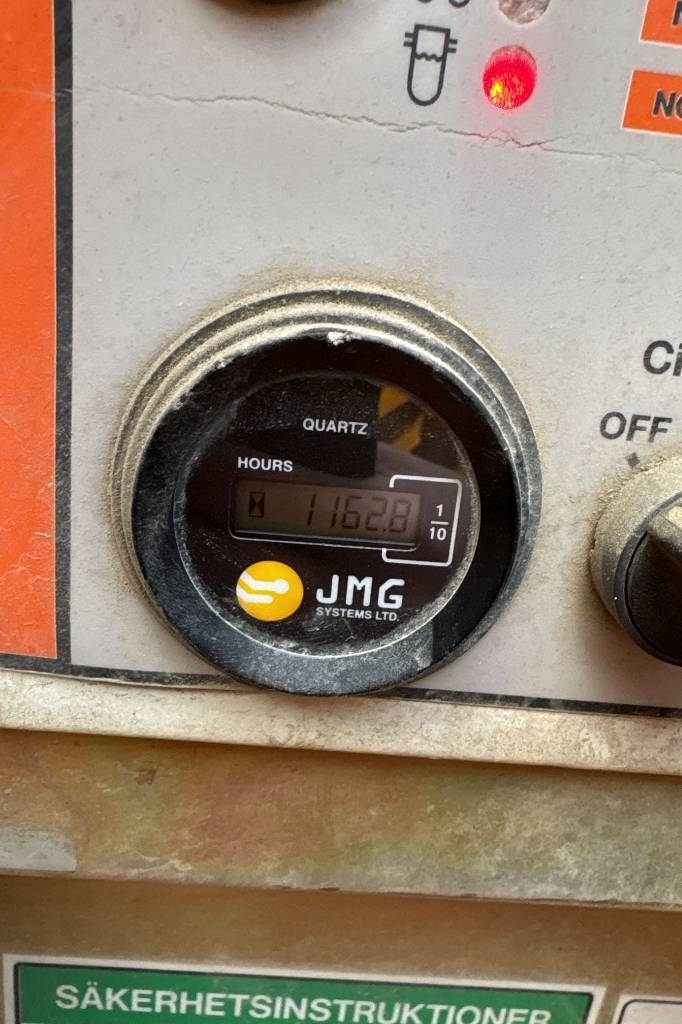 QUARTZ
HOURS
1162.8
1
10
JMG
SYSTEMS LTD.
OFF
SÄKERHETSINSTRUKTIONER